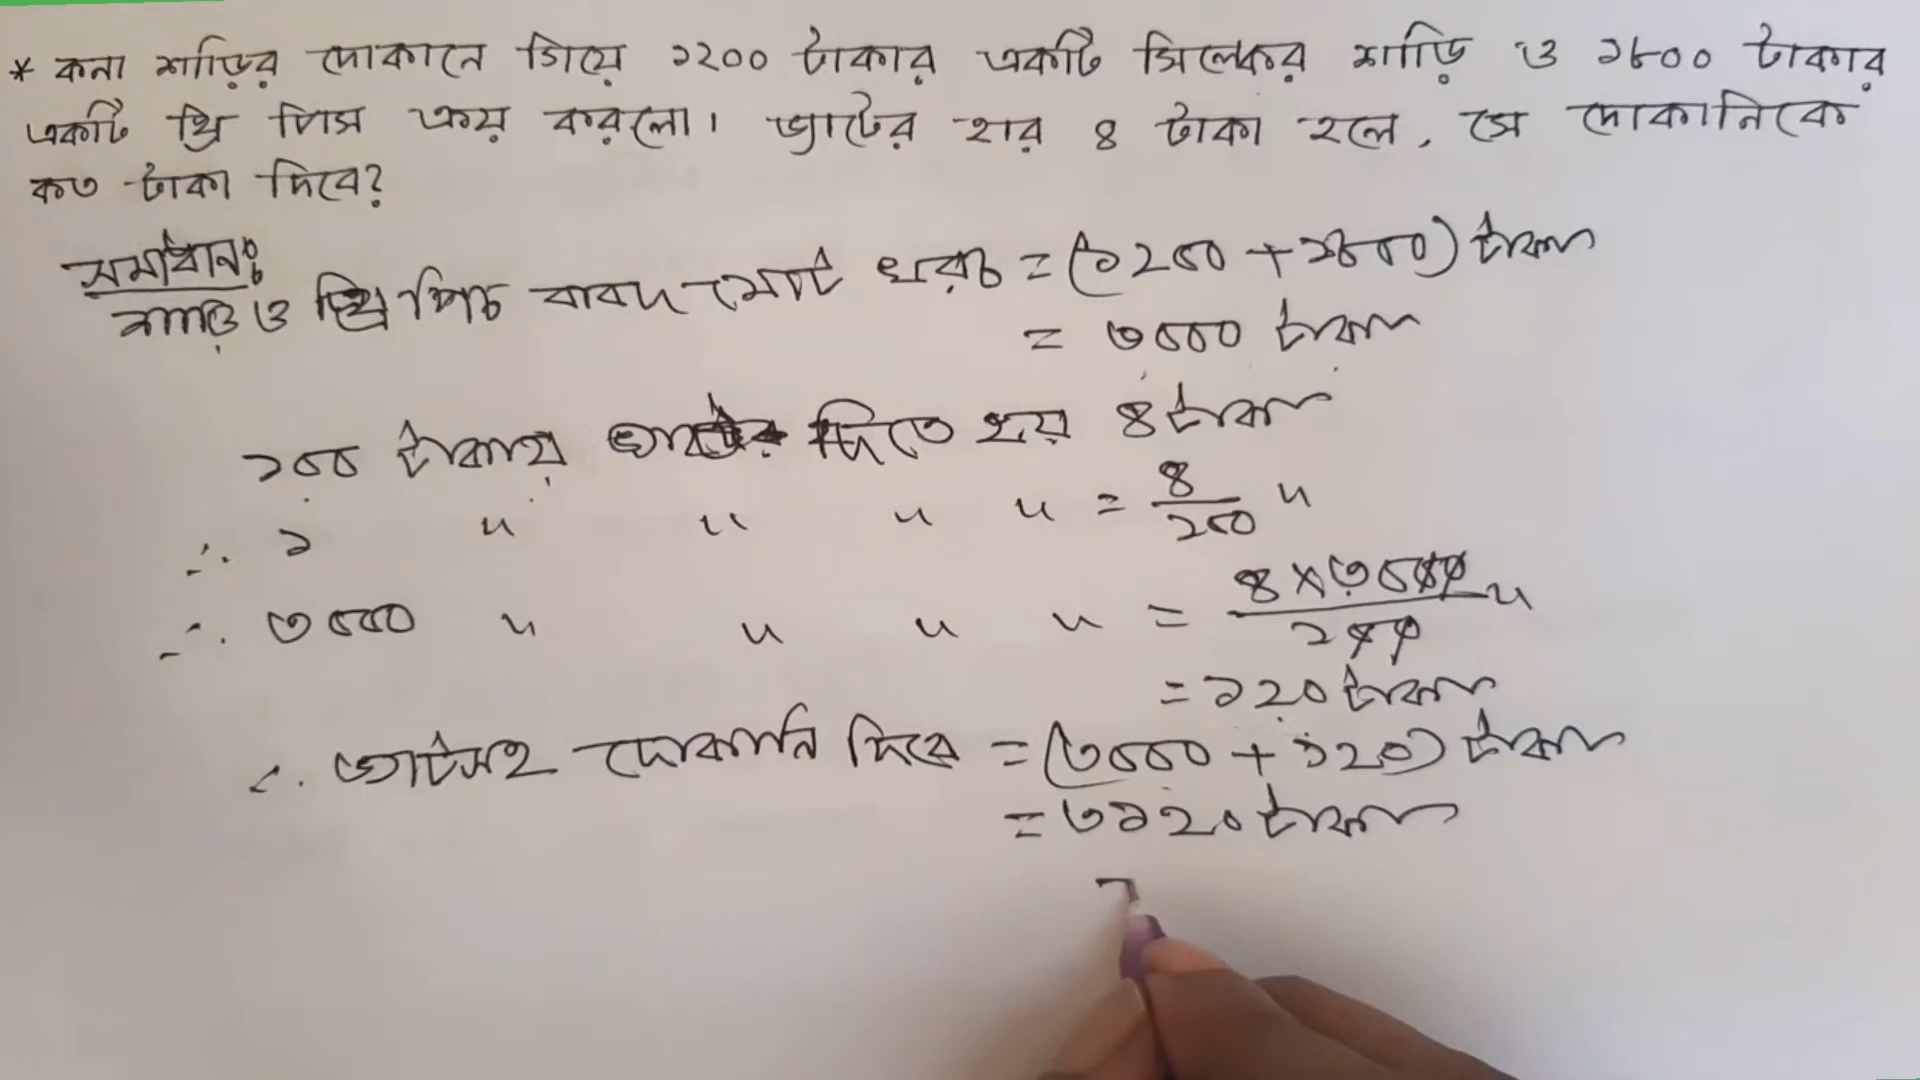 * কনা শাড়ির দোকানে গিয়ে ১২০০ টাকার একটি সিল্কের শাড়ি ও ১৮০০ টাকার
একটি থ্রি পিস ক্রয় করলো। ভ্যাটের হার ৪ টাকা হলে, সে দোকানিকে
কত টাকা দিবে?
সমাধানঃ
শাড়ি ও থ্রি পিচ বাবদ মোট খরচ = (১২০০ + ১৮০০) টাকা
= ৩০০০ টাকা
১০০ টাকায় দিতে হয় ৪ টাকা
∴ ১ " " " " = ৪/১০০ "
∴ ৩০০০ " " " " = ৪×৩০০০/১০০ "
= ১২০ টাকা
∴ ভ্যাটসহ দোকানি দিবে = (৩০০০ + ১২০) টাকা
= ৩১২০ টাকা